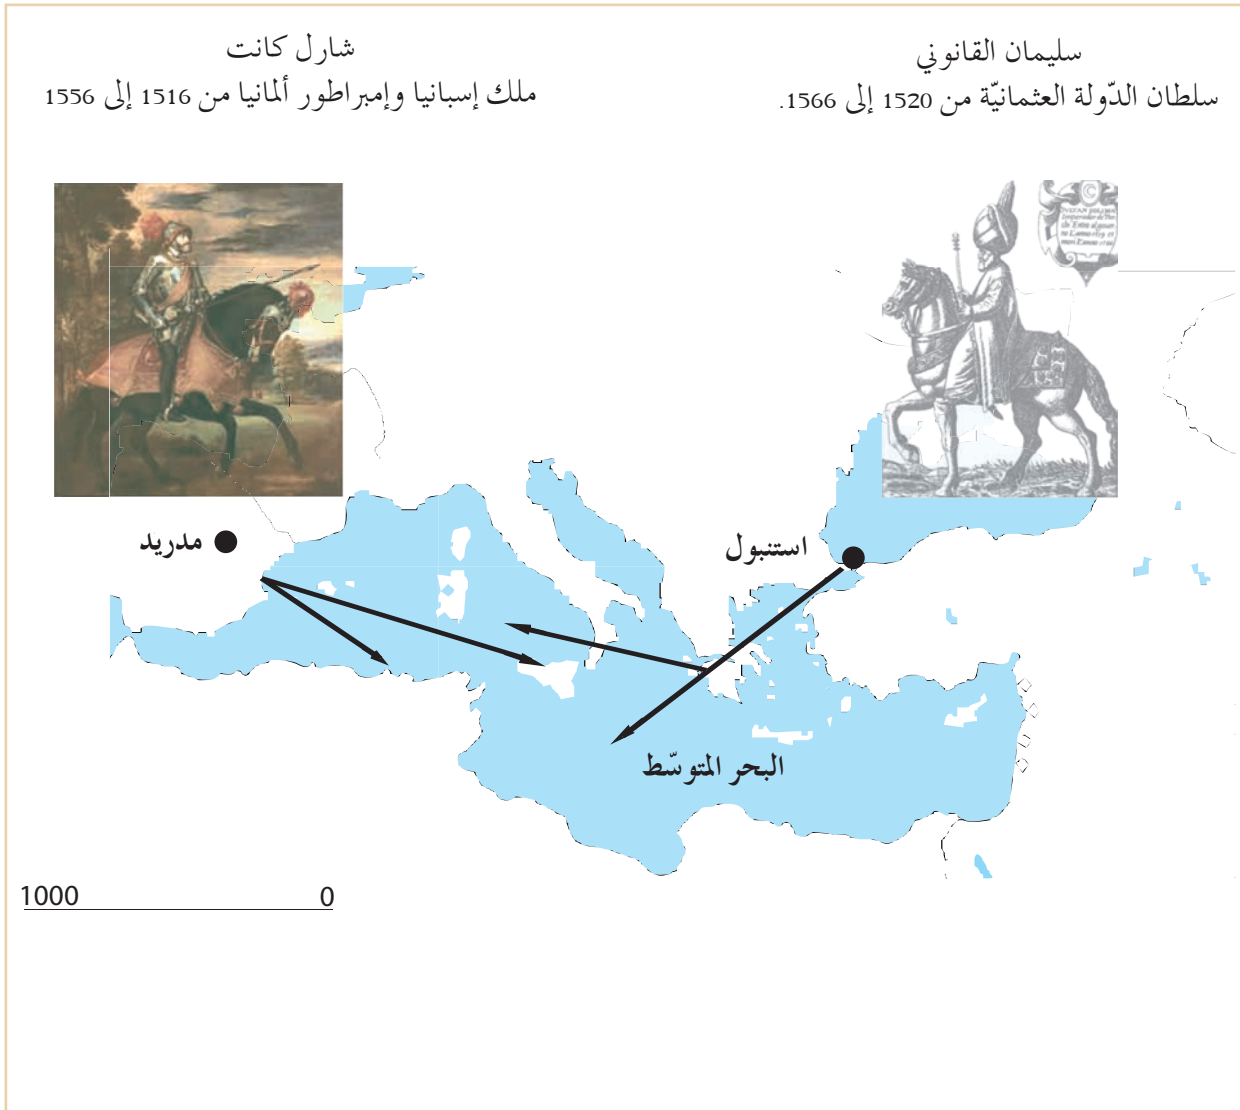 سليمان القانوني
سلطان الدّولة العثمانيّة من 1520 إلى 1566.
شارل كانت
ملك إسبانيا وإمبراطور ألمانيا من 1516 إلى 1556
استنبول
مدريد
البحر المتوسّط
1000 0